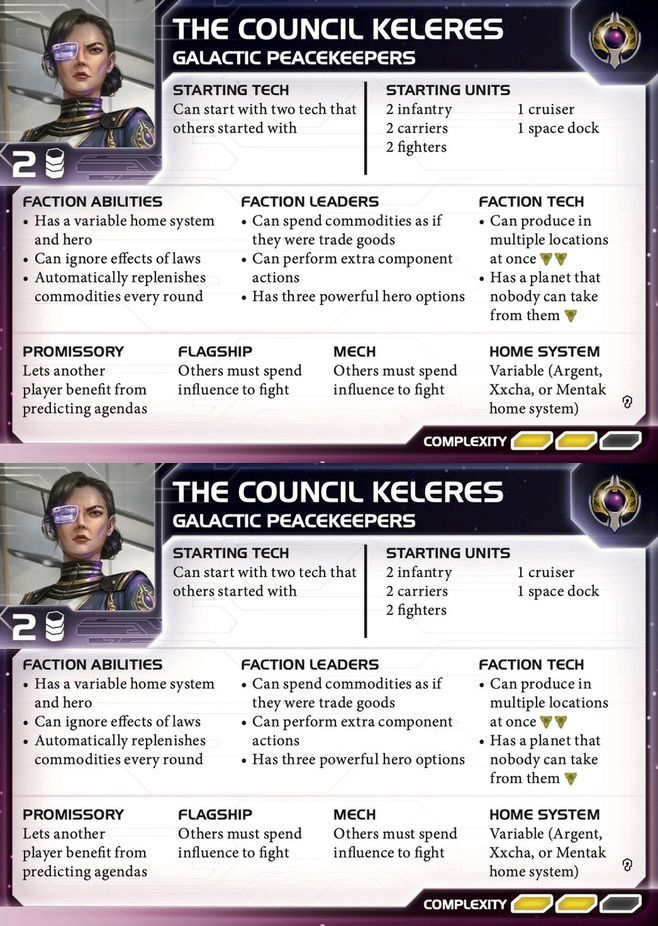 THE COUNCIL KELERES
GALACTIC PEACEKEEPERS
STARTING TECH
Can start with two tech that
others started with
STARTING UNITS
2 infantry
2 carriers
2 fighters
1 cruiser
1 space dock
2
FACTION ABILITIES
• Has a variable home system
and hero
• Can ignore effects of laws
• Automatically replenishes
commodities every round
FACTION LEADERS
• Can spend commodities as if
they were trade goods
• Can perform extra component
actions
• Has three powerful hero options
FACTION TECH
• Can produce in
multiple locations
at once
• Has a planet that
nobody can take
from them
PROMISSORY
Lets another
player benefit from
predicting agendas
FLAGSHIP
Others must spend
influence to fight
MECH
Others must spend
influence to fight
HOME SYSTEM
Variable (Argent,
Xxcha, or Mentak
home system)
COMPLEXITY
THE COUNCIL KELERES
GALACTIC PEACEKEEPERS
STARTING TECH
Can start with two tech that
others started with
STARTING UNITS
2 infantry
2 carriers
2 fighters
1 cruiser
1 space dock
2
FACTION ABILITIES
• Has a variable home system
and hero
• Can ignore effects of laws
• Automatically replenishes
commodities every round
FACTION LEADERS
• Can spend commodities as if
they were trade goods
• Can perform extra component
actions
• Has three powerful hero options
FACTION TECH
• Can produce in
multiple locations
at once
• Has a planet that
nobody can take
from them
PROMISSORY
Lets another
player benefit from
predicting agendas
FLAGSHIP
Others must spend
influence to fight
MECH
Others must spend
influence to fight
HOME SYSTEM
Variable (Argent,
Xxcha, or Mentak
home system)
COMPLEXITY